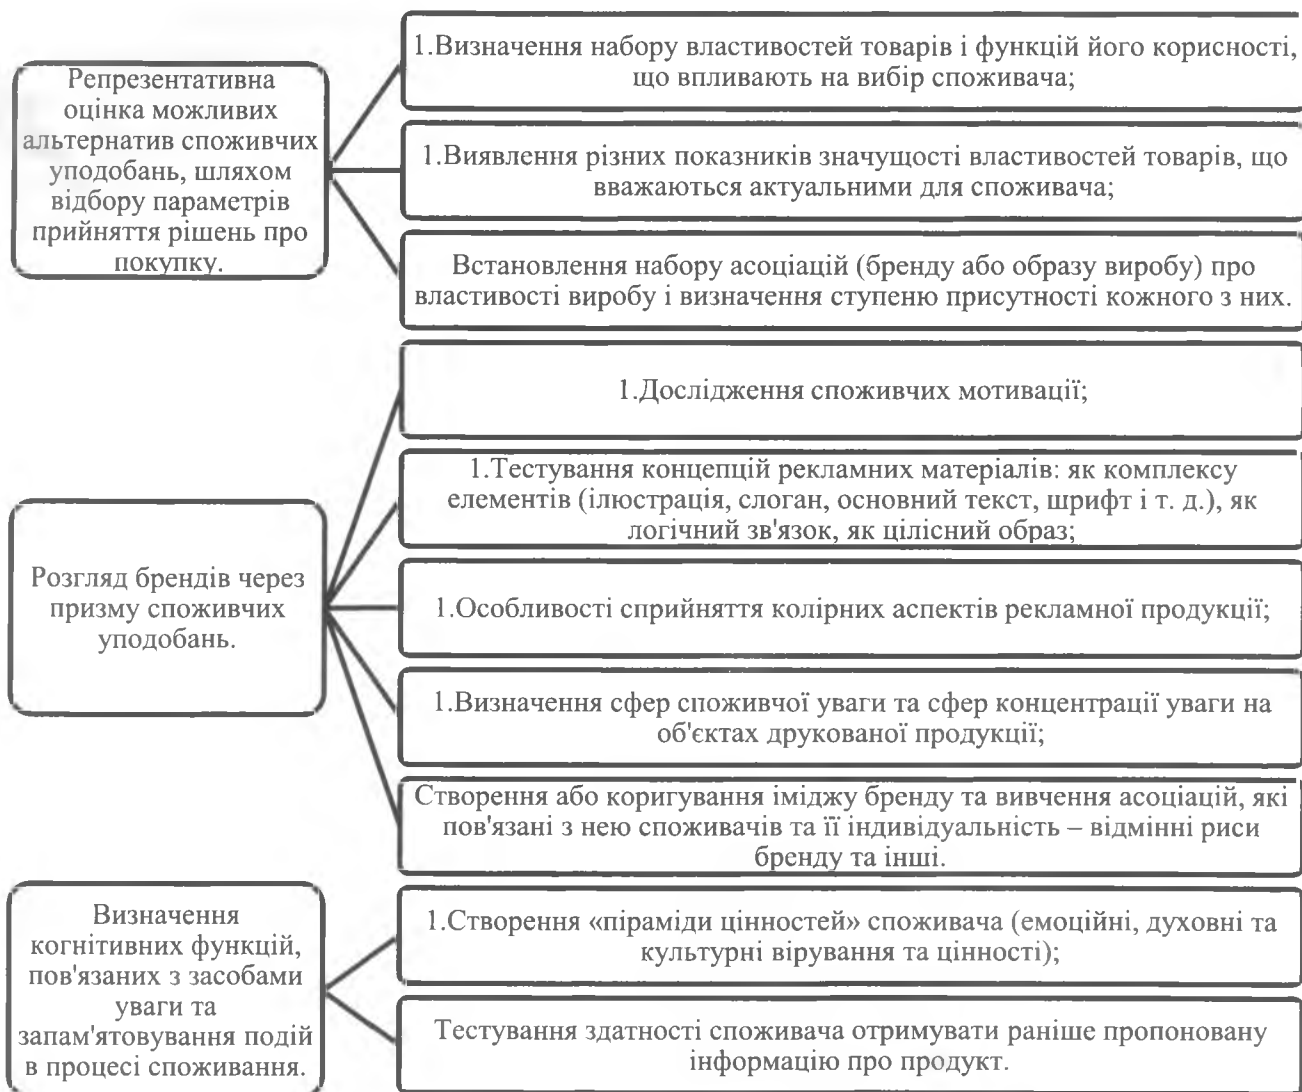 Репрезентативна
оцінка можливих
альтернатив споживчих
уподобань, шляхом
відбору параметрів
прийняття рішень про
покупку.
1.Визначення набору властивостей товарів і функцій його корисності,
що впливають на вибір споживача;
1.Виявлення різних показників значущості властивостей товарів, що
вважаються актуальними для споживача;
Встановлення набору асоціацій (бренду або образу виробу) про
властивості виробу і визначення ступеню присутності кожного з них.
Розгляд брендів через
призму споживчих
уподобань.
1.Дослідження споживчих мотивації;
1.Тестування концепцій рекламних матеріалів: як комплексу
елементів (ілюстрація, слоган, основний текст, шрифт і т. д.), як
логічний зв'язок, як цілісний образ;
1.Особливості сприйняття колірних аспектів рекламної продукції;
1.Визначення сфер споживчої уваги та сфер концентрації уваги на
об'єктах друкованої продукції;
Створення або коригування іміджу бренду та вивчення асоціацій, які
пов'язані з нею споживачів та її індивідуальність – відмінні риси
бренду та інші.
Визначення
когнітивних функцій,
пов'язаних з засобами
уваги та
запам'ятовування подій
в процесі споживання.
1.Створення «піраміди цінностей» споживача (емоційні, духовні та
культурні вірування та цінності);
Тестування здатності споживача отримувати раніше пропоновану
інформацію про продукт.